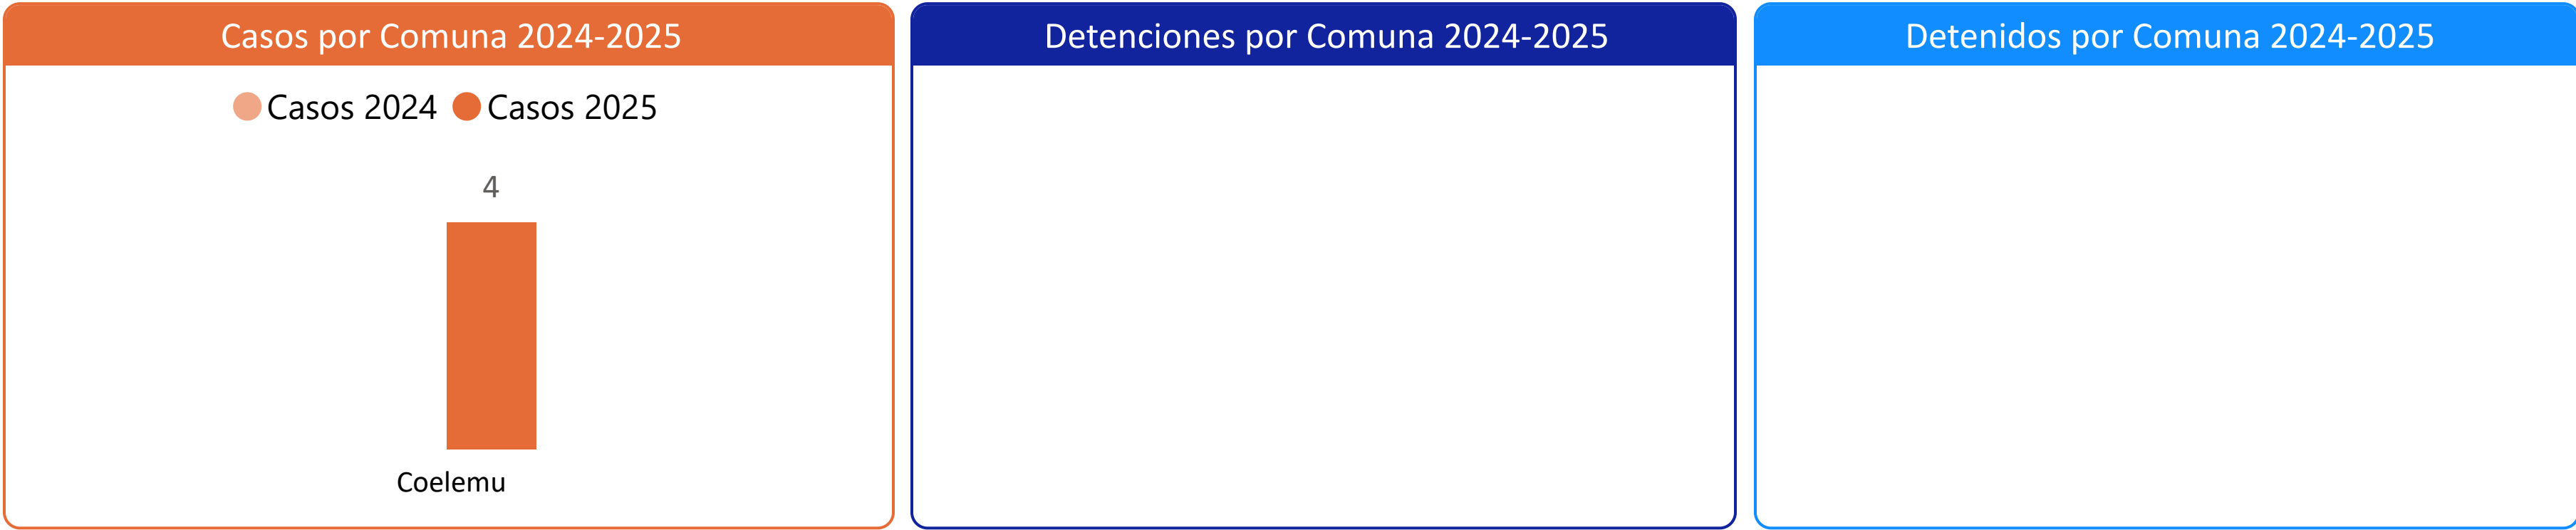 Casos por Comuna 2024-2025
Casos 2024 Casos 2025
4
Coelemu
Detenciones por Comuna 2024-2025
Detenidos por Comuna 2024-2025